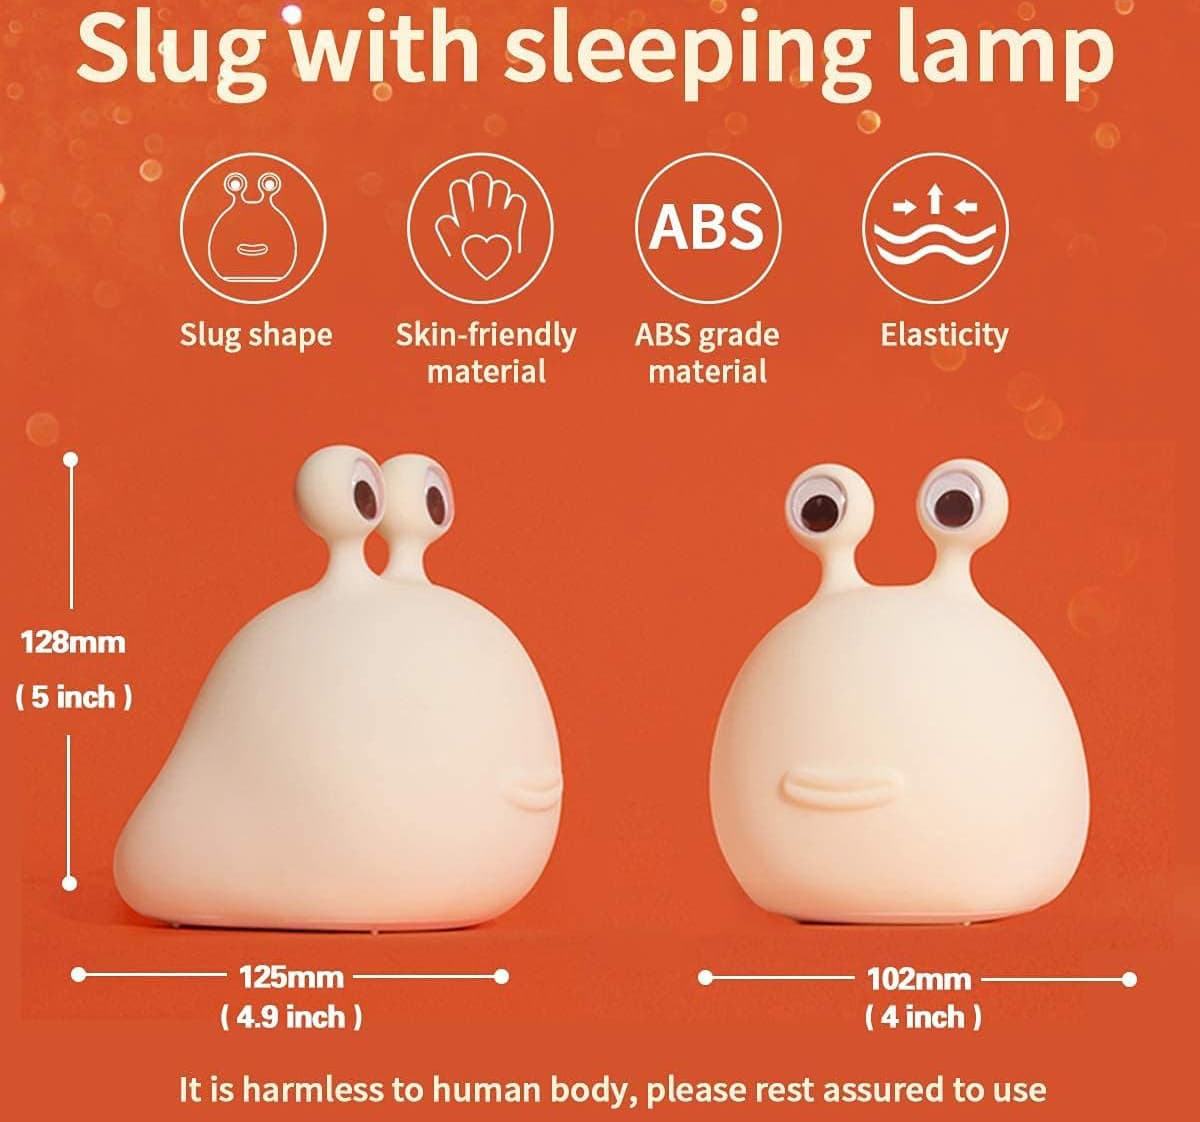 Slug with sleeping lamp
ABS
Slug shape
Skin-friendly
material
ABS grade
material
Elasticity
128mm
( 5 inch )
125mm
( 4.9 inch )
102mm
( 4 inch )
It is harmless to human body, please rest assured to use